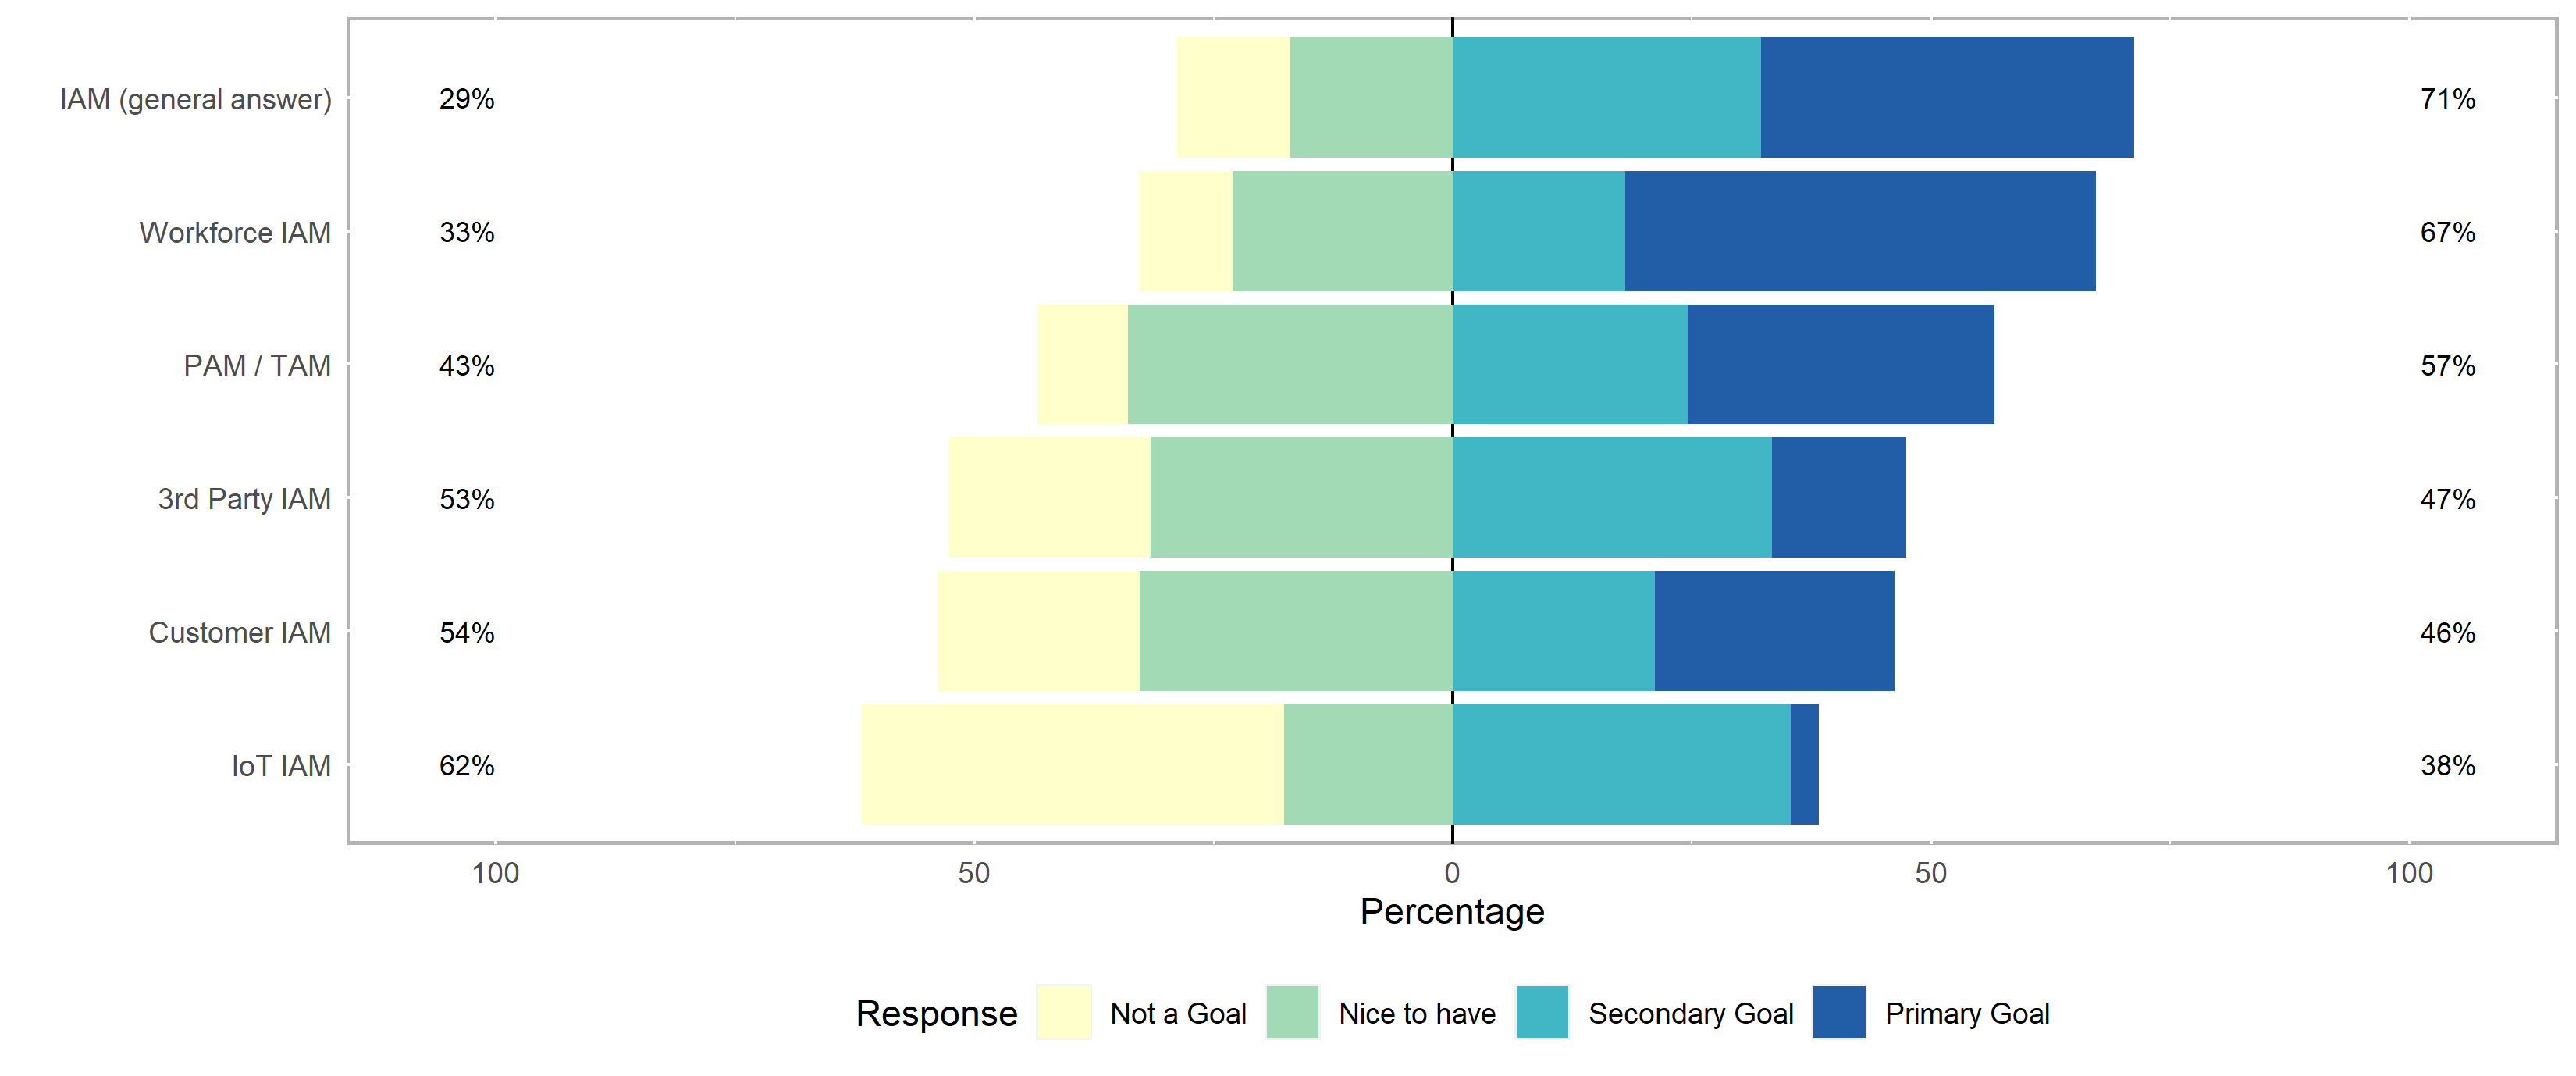 IAM (general answer) 29% 71%
Workforce IAM 33% 67%
PAM / TAM 43% 57%
3rd Party IAM 53% 47%
Customer IAM 54% 46%
IoT IAM 62% 38%
100 50 0 50 100
Percentage
Response Not a Goal Nice to have Secondary Goal Primary Goal